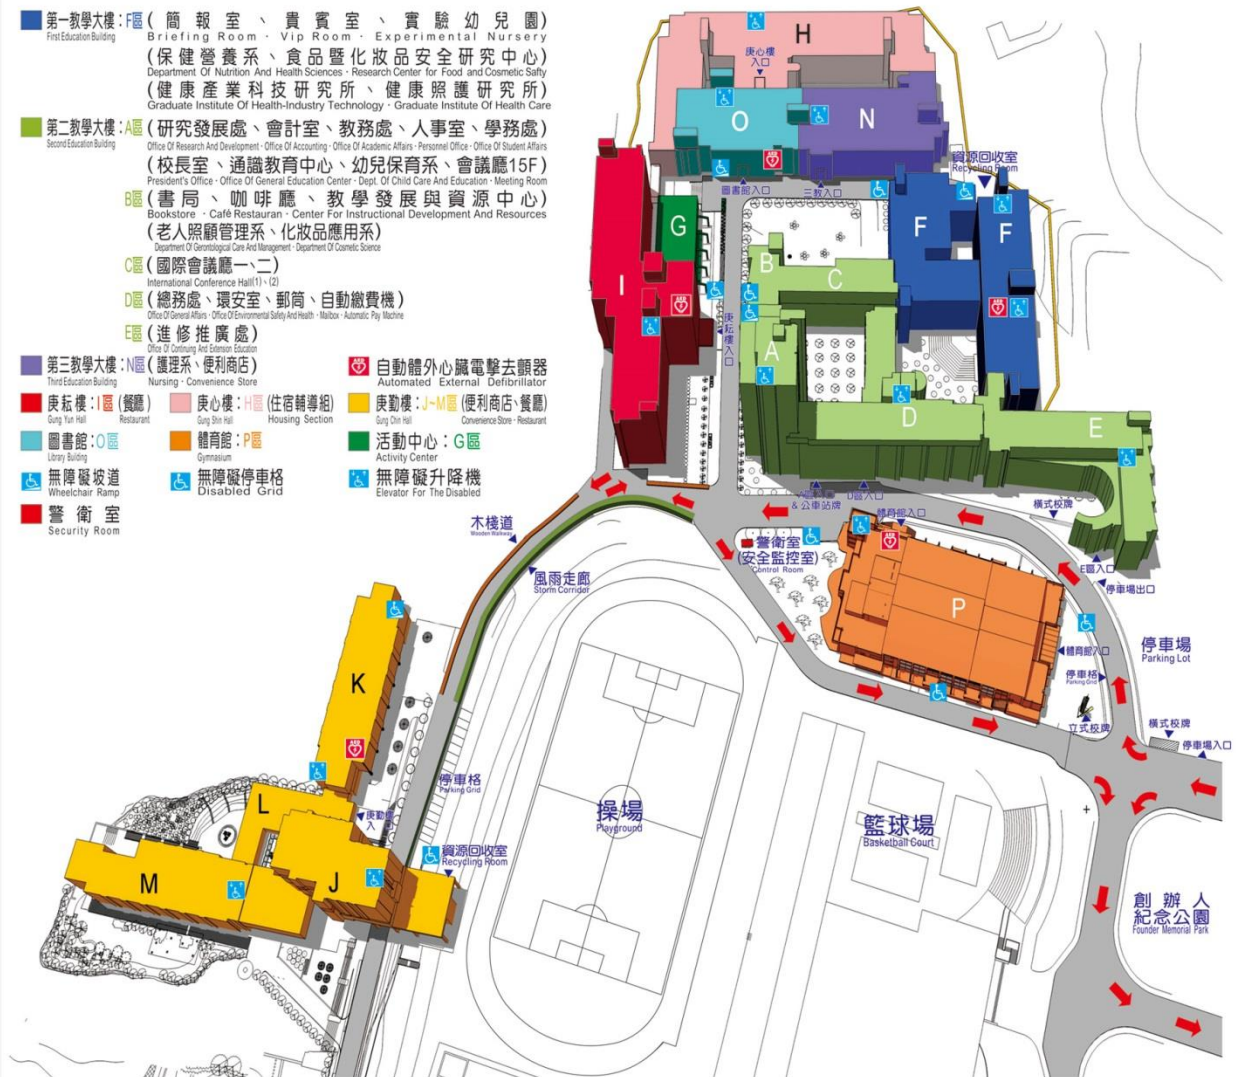 第一教學大樓：F區(簡報室、貴賓室、實驗幼兒園)
First Education Building
Briefing Room · Vip Room · Experimental Nursery
(保健營養系、食品暨化妝品安全研究中心)
Department Of Nutrition And Health Sciences · Research Center for Food and Cosmetic Safty
(健康產業科技研究所、健康照護研究所)
Graduate Institute Of Health-Industry Technology · Graduate Institute Of Health Care
第二教學大樓：A區(研究發展處、會計室、教務處、人事室、學務處)
Second Education Building
Office Of Research And Development · Office Of Accounting · Office Of Academic Affairs · Personnel Office · Office Of Student Affairs
(校長室、通識教育中心、幼兒保育系、會議廳15F)
President's Office · Office Of General Education Center · Dept. Of Child Care And Education · Meeting Room
B區(書局、咖啡廳、教學發展與資源中心)
Bookstore · Café Restauran · Center For Instructional Development And Resources
(老人照顧管理系、化妝品應用系)
Department Of Gerontological Care And Management · Department Of Cosmetic Science
C區(國際會議廳一、二)
International Conference Hall(1)、(2)
D區(總務處、環安室、郵筒、自動繳費機)
Office Of General Affairs · Office Of Environmental Safety And Health · Mailbox · Automatic Pay Machine
E區(進修推廣處)
Office Of Continuing And Extension Education
第三教學大樓：N區(護理系、便利商店)
Third Education Building
Nursing · Convenience Store
自動體外心臟電擊去顫器
Automated External Defibrillator
庚耘樓：I區(餐廳)
Gung Yun Hall
Restaurant
庚心樓：H區(住宿輔導組)
Gung Shin Hall
Housing Section
庚勤樓：J~M區(便利商店、餐廳)
Gung Chin Hall
Convenience Store · Restaurant
圖書館：O區
Library Building
體育館：P區
Gymnasium
活動中心：G區
Activity Center
無障礙坡道
Wheelchair Ramp
無障礙停車格
Disabled Grid
無障礙升降機
Elevator For The Disabled
警衛室
Security Room
H
庚心樓
入口
O
N
圖書館入口
三教入口
資源回收室
Recycling Room
G
F
F
I
B
C
庚耘樓入口
A
D
E
D區入口
& 公車站牌
體育館入口
橫式校牌
E區入口
停車場出口
木棧道
Wooden Walkway
風雨走廊
Storm Corridor
警衛室
(安全監控室)
Control Room
P
體育館入口
停車場
Parking Lot
停車格
Parking Grid
立式校牌
橫式校牌
停車場入口
K
停車格
Parking Grid
L
庚勤樓
入口
資源回收室
Recycling Room
M
J
操場
Playground
籃球場
Basketball Court
創辦人
紀念公園
Founder Memorial Park